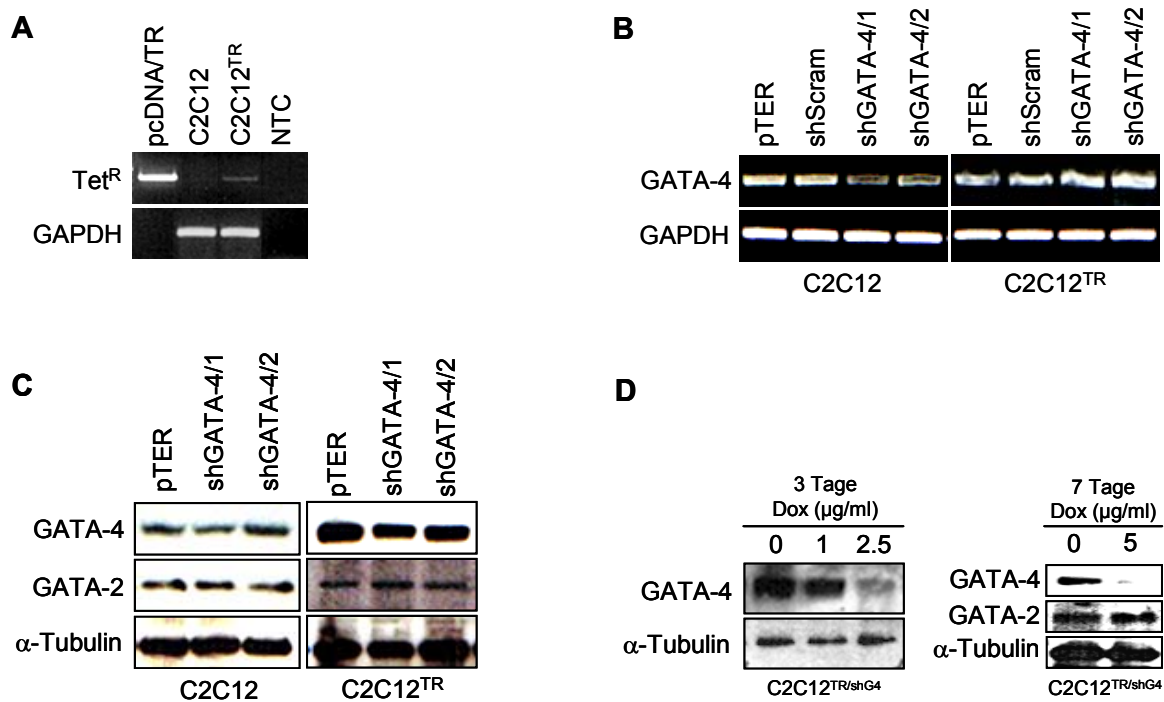 A
pcDNA/TR
C2C12
C2C12TR
NTC
TetR
GAPDH
B
pTER
shScram
shGATA-4/1
shGATA-4/2
pTER
shScram
shGATA-4/1
shGATA-4/2
GATA-4
GAPDH
C2C12
C2C12TR
C
pTER
shGATA-4/1
shGATA-4/2
pTER
shGATA-4/1
shGATA-4/2
GATA-4
GATA-2
α-Tubulin
C2C12
C2C12TR
D
3 Tage
Dox (µg/ml)
0 1 2.5
GATA-4
α-Tubulin
C2C12TR/shG4
7 Tage
Dox (µg/ml)
0 5
GATA-4
GATA-2
α-Tubulin
C2C12TR/shG4